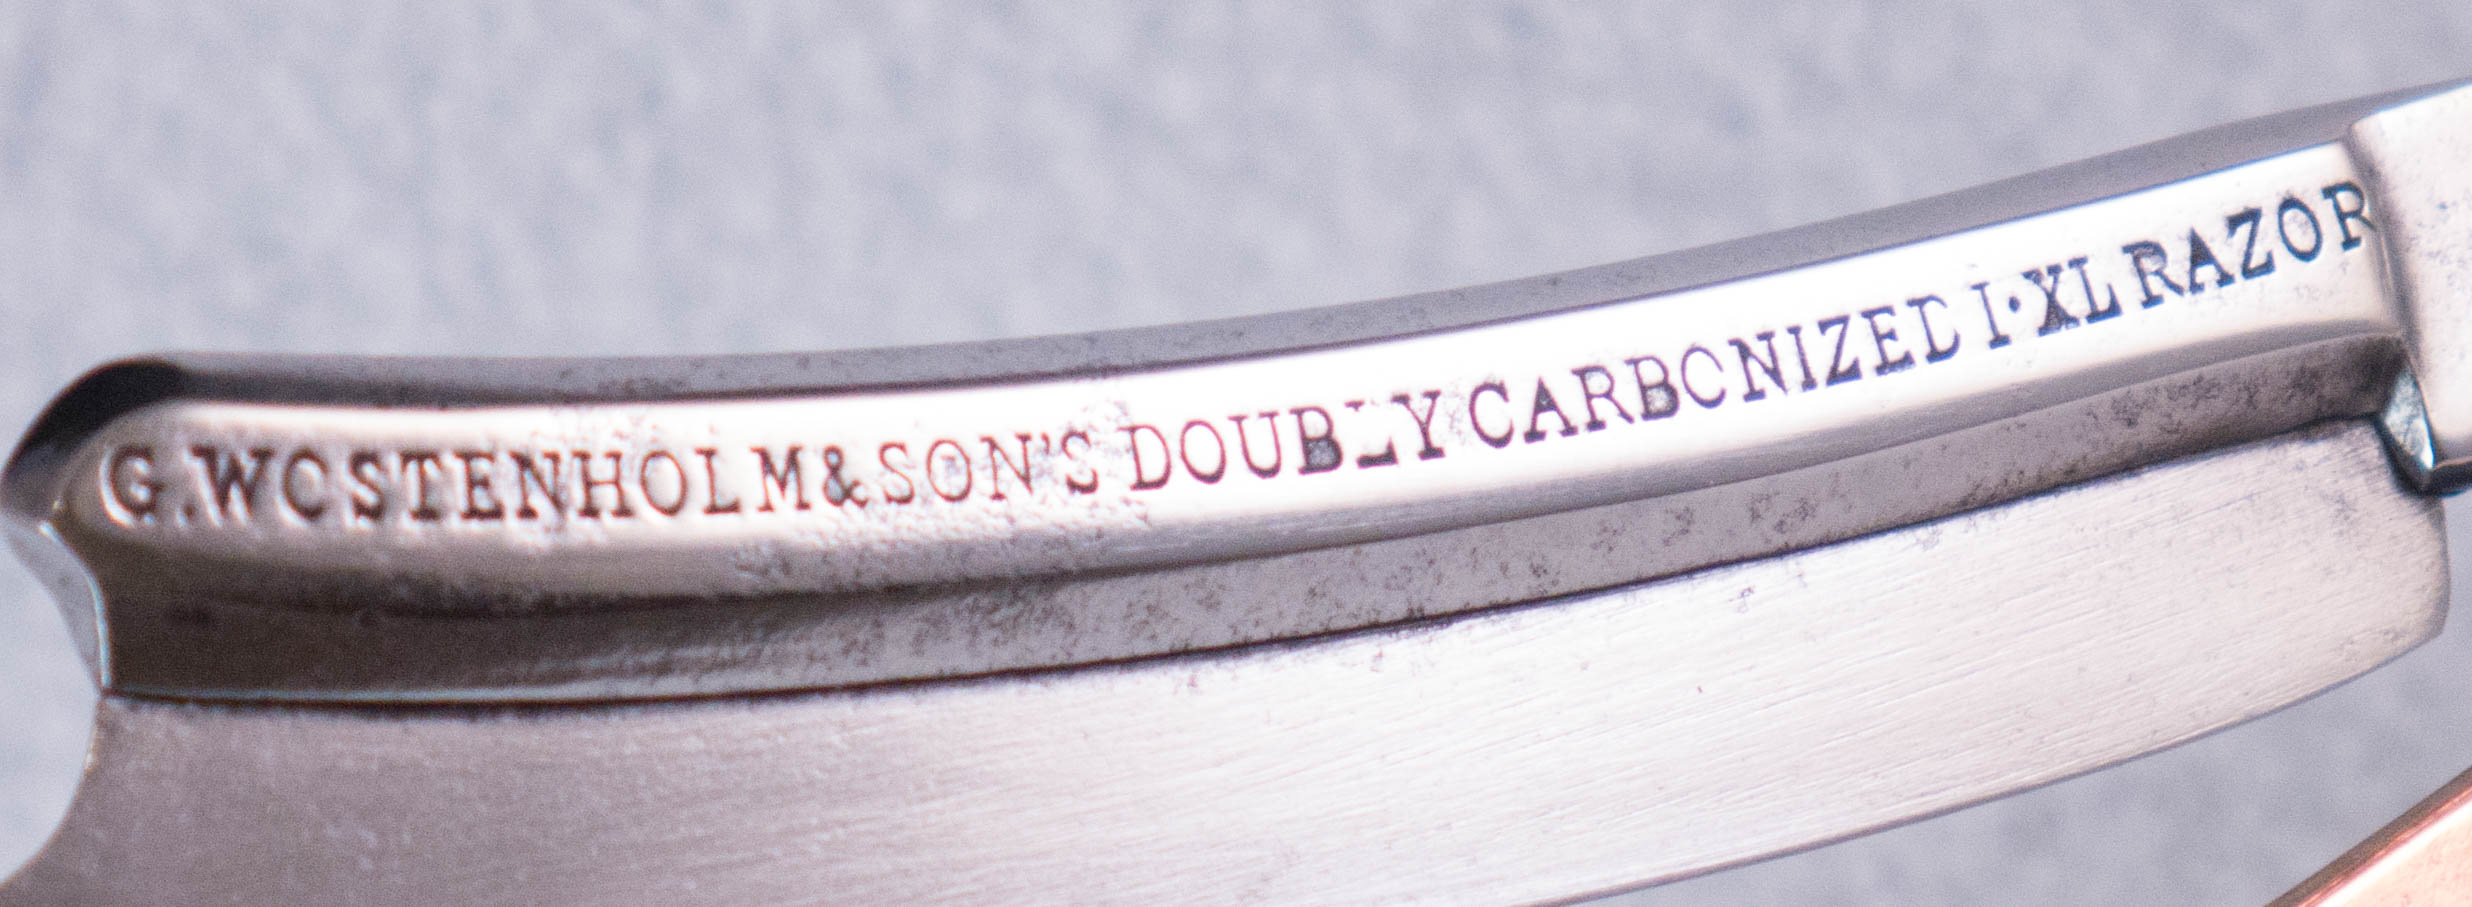 G. WOSTENHOLM & SON'S DOUBLY CARBONIZED I·XL RAZOR